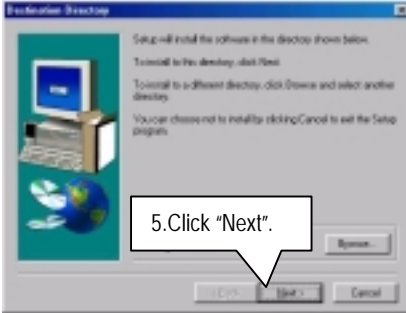 Destination Directory
Setup will install the software in the directory shown below.
To install to this directory, click Next.
To install to a different directory, click Browse and select another
directory.
You can choose not to install by clicking Cancel to exit the Setup
program.
5.Click “Next”.
Browse...
< Back
Next >
Cancel